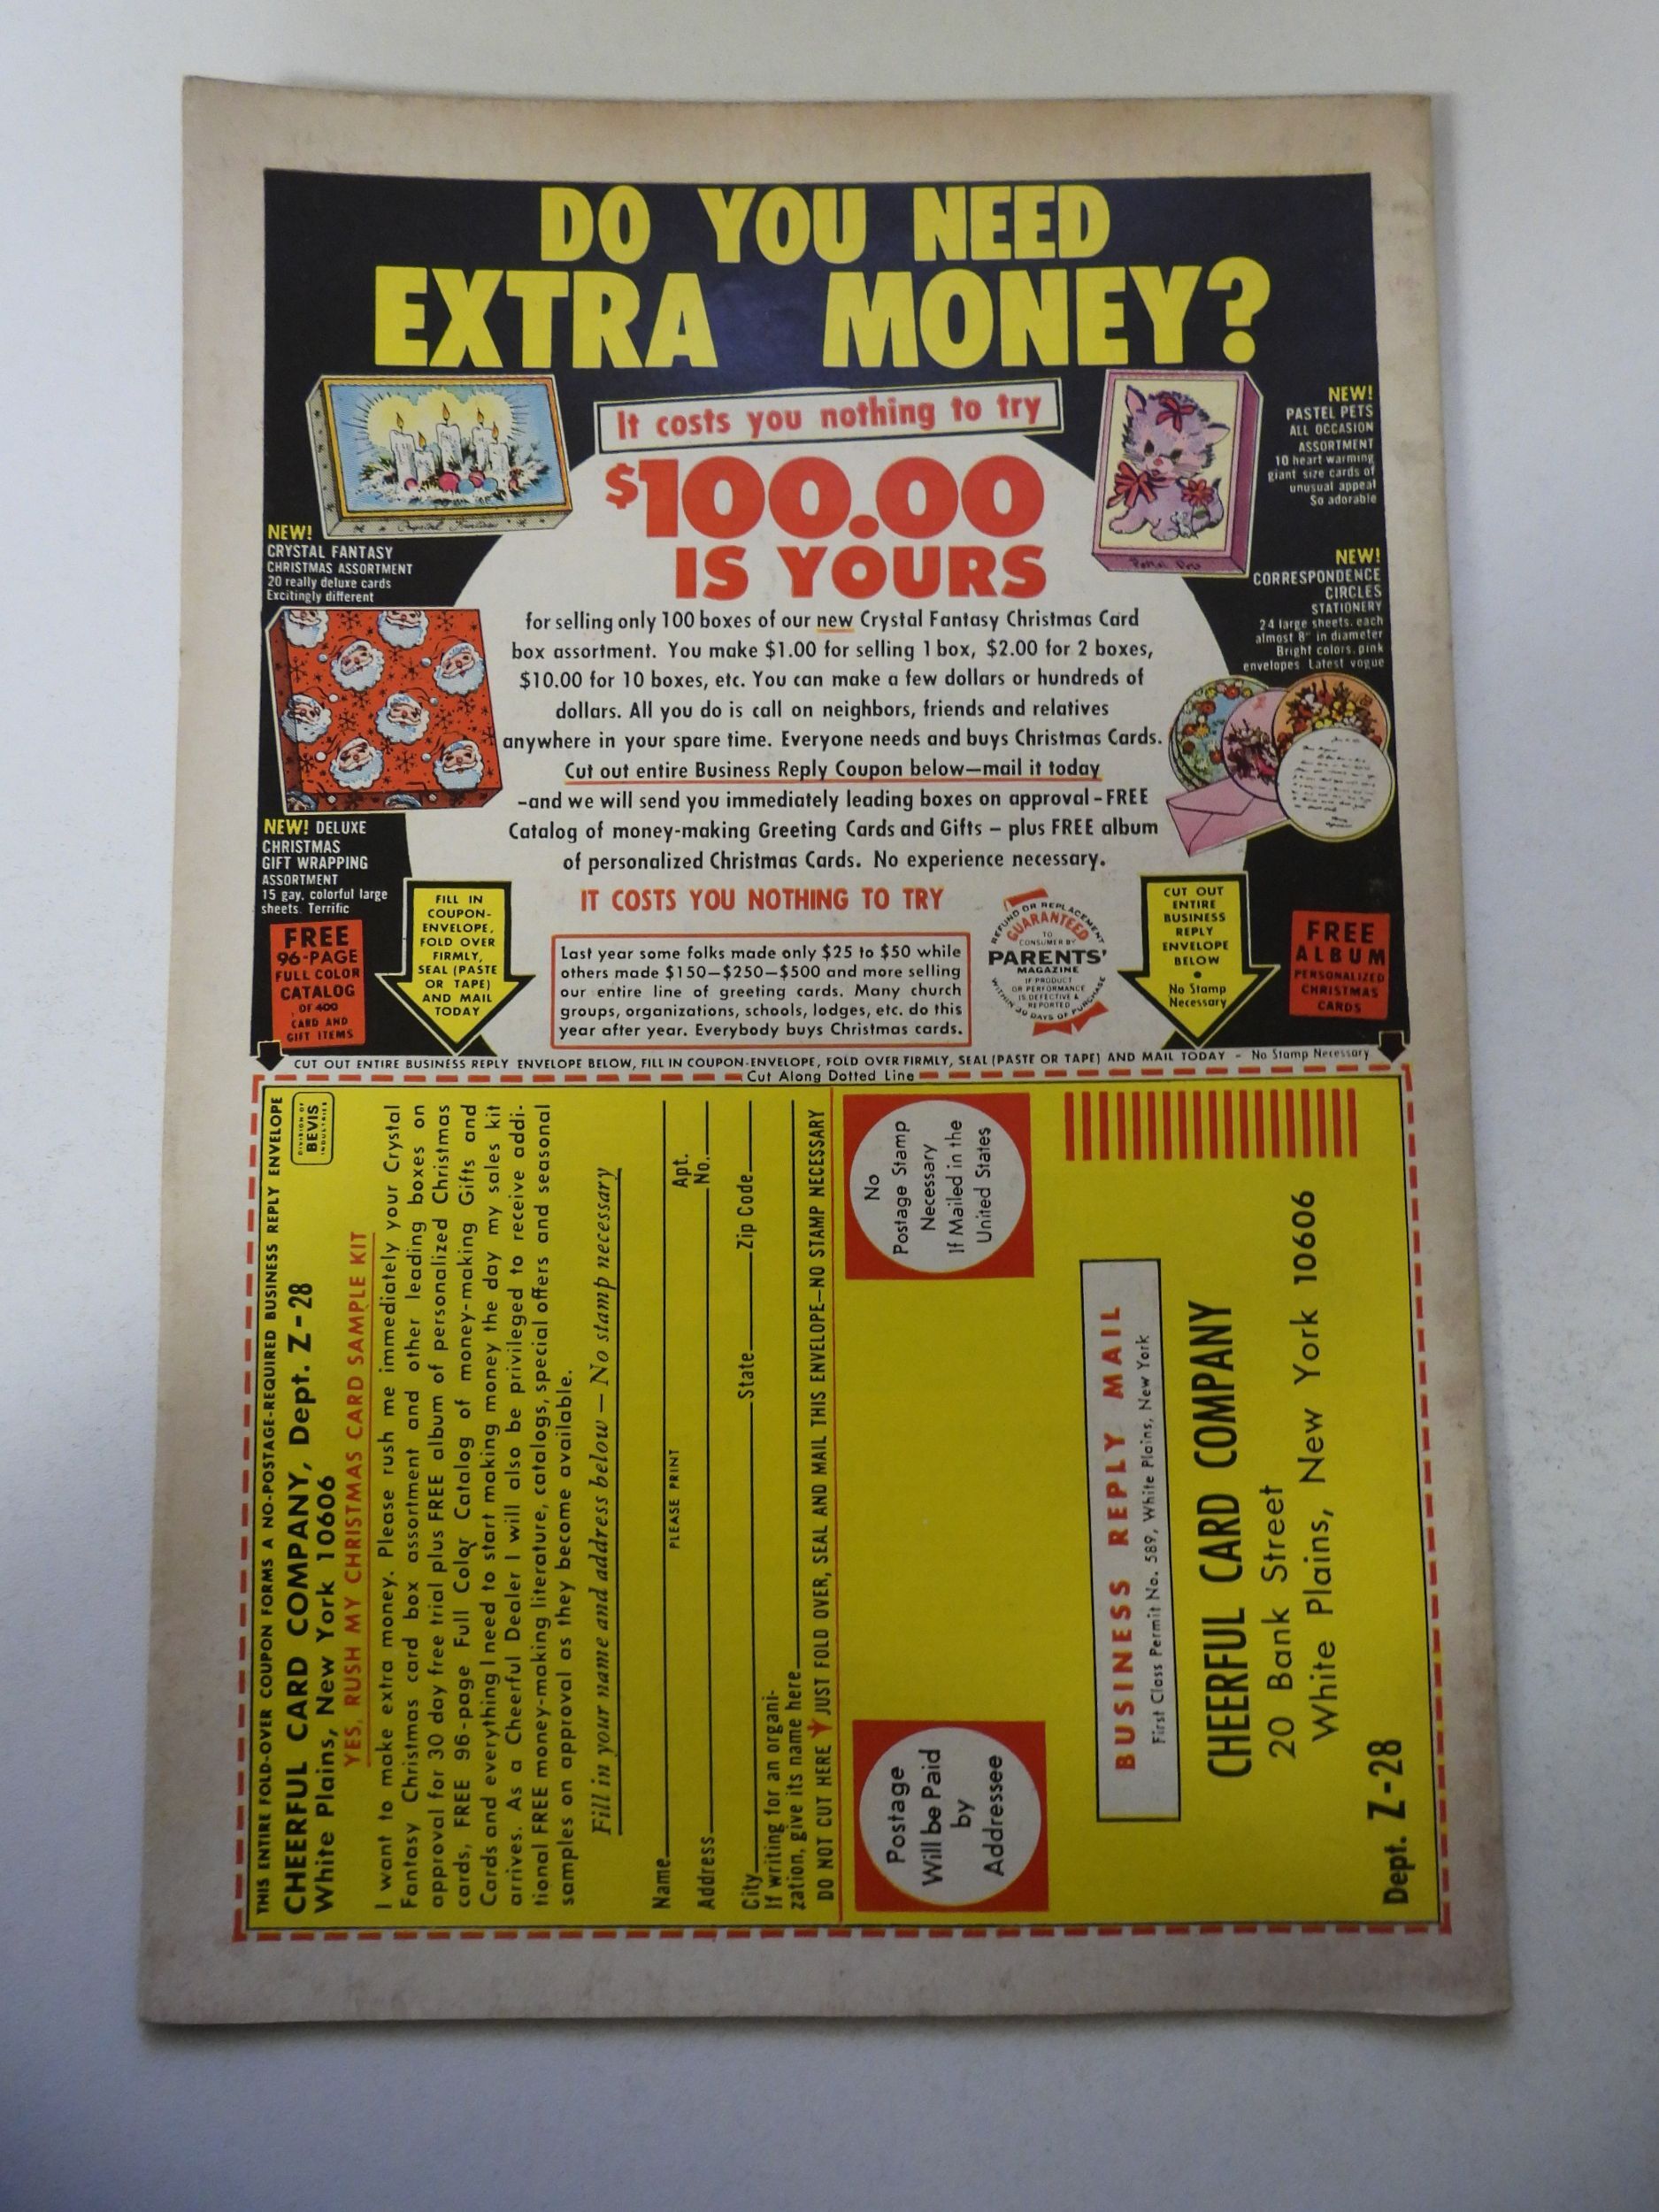 DO YOU NEED
EXTRA MONEY?
It costs you nothing to try
$100.00
IS YOURS
NEW!
CRYSTAL FANTASY
CHRISTMAS ASSORTMENT
20 really deluxe cards
Excitingly different
NEW!
PASTEL PETS
ALL OCCASION
ASSORTMENT
10 heart warming
giant size cards of
unusual appeal
So adorable
NEW!
CORRESPONDENCE
CIRCLES
STATIONERY
24 large sheets, each
almost 8" in diameter
Bright colors, pink
envelopes Latest vogue
for selling only 100 boxes of our new Crystal Fantasy Christmas Card
box assortment. You make $1.00 for selling 1 box, $2.00 for 2 boxes,
$10.00 for 10 boxes, etc. You can make a few dollars or hundreds of
dollars. All you do is call on neighbors, friends and relatives
anywhere in your spare time. Everyone needs and buys Christmas Cards.
Cut out entire Business Reply Coupon below—mail it today
-and we will send you immediately leading boxes on approval - FREE
Catalog of money-making Greeting Cards and Gifts - plus FREE album
of personalized Christmas Cards. No experience necessary.
IT COSTS YOU NOTHING TO TRY
NEW! DELUXE
CHRISTMAS
GIFT WRAPPING
ASSORTMENT
15 gay, colorful large
sheets. Terrific
FREE
96-PAGE
FULL COLOR
CATALOG
OF 400
CARD AND
GIFT ITEMS
FILL IN
COUPON-
ENVELOPE,
FOLD OVER
FIRMLY,
SEAL (PASTE
OR TAPE)
AND MAIL
TODAY
Last year some folks made only $25 to $50 while
others made $150—$250—$500 and more selling
our entire line of greeting cards. Many church
groups, organizations, schools, lodges, etc. do this
year after year. Everybody buys Christmas cards.
REFUND OR REPLACEMENT
GUARANTEED
TO
CONSUMER BY
PARENTS'
MAGAZINE
IF PRODUCT
OR PERFORMANCE
IS DEFECTIVE &
REPORTED
WITHIN 30 DAYS OF PURCHASE
CUT OUT
ENTIRE
BUSINESS
REPLY
ENVELOPE
BELOW
•
No Stamp
Necessary
FREE
ALBUM
PERSONALIZED
CHRISTMAS
CARDS
CUT OUT ENTIRE BUSINESS REPLY ENVELOPE BELOW, FILL IN COUPON-ENVELOPE, FOLD OVER FIRMLY, SEAL (PASTE OR TAPE) AND MAIL TODAY - No Stamp Necessary
Cut Along Dotted Line
THIS ENTIRE FOLD-OVER COUPON FORMS A NO-POSTAGE-REQUIRED BUSINESS REPLY ENVELOPE
CHEERFUL CARD COMPANY, Dept. Z-28
White Plains, New York 10606
DIVISION OF
BEVIS
INDUSTRIES
YES, RUSH MY CHRISTMAS CARD SAMPLE KIT
I want to make extra money. Please rush me immediately your Crystal
Fantasy Christmas card box assortment and other leading boxes on
approval for 30 day free trial plus FREE album of personalized Christmas
cards, FREE 96-page Full Color Catalog of money-making Gifts and
Cards and everything I need to start making money the day my sales kit
arrives. As a Cheerful Dealer I will also be privileged to receive addi-
tional FREE money-making literature, catalogs, special offers and seasonal
samples on approval as they become available.
Fill in your name and address below — No stamp necessary
Name
PLEASE PRINT
Apt.
Address No.
City State Zip Code
If writing for an organi-
zation, give its name here
DO NOT CUT HERE JUST FOLD OVER, SEAL AND MAIL THIS ENVELOPE—NO STAMP NECESSARY
Postage
Will be Paid
by
Addressee
No
Postage Stamp
Necessary
If Mailed in the
United States
BUSINESS REPLY MAIL
First Class Permit No. 589, White Plains, New York
CHEERFUL CARD COMPANY
20 Bank Street
White Plains, New York 10606
Dept. Z-28